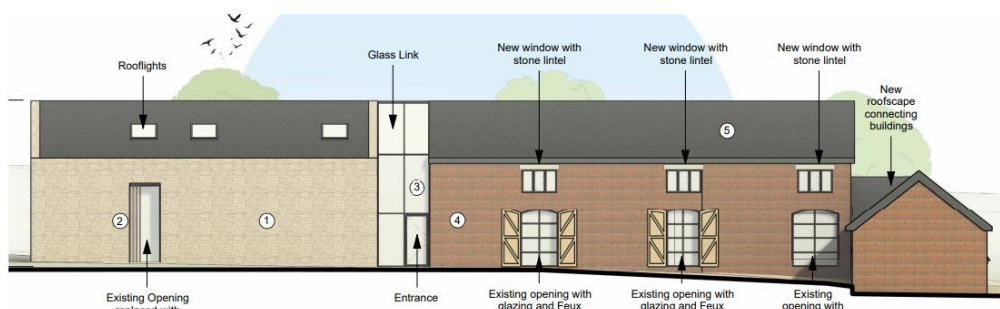 Rooflights
Glass Link
New window with
stone lintel
New window with
stone lintel
New window with
stone lintel
New
roofscape
connecting
buildings
5
3
2
1
4
Existing Opening
replaced with
Entrance
Existing opening with
glazing and Feux
Existing opening with
glazing and Feux
Existing
opening with